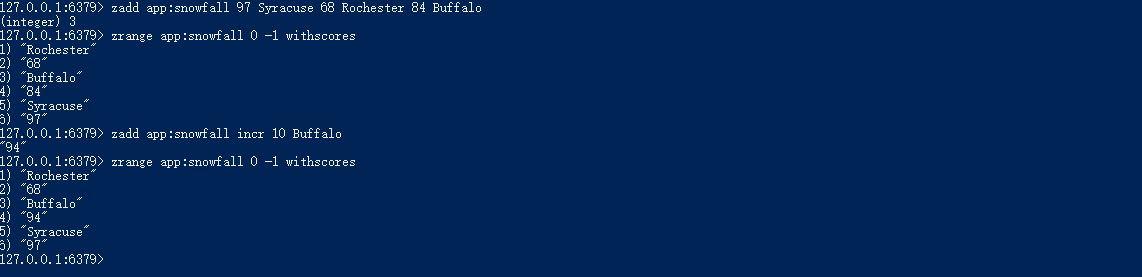 127.0.0.1:6379> zadd app:snowfall 97 Syracuse 68 Rochester 84 Buffalo
(integer) 3
127.0.0.1:6379> zrange app:snowfall 0 -1 withscores
1) "Rochester"
2) "68"
3) "Buffalo"
4) "84"
5) "Syracuse"
6) "97"
127.0.0.1:6379> zadd app:snowfall incr 10 Buffalo
"94"
127.0.0.1:6379> zrange app:snowfall 0 -1 withscores
1) "Rochester"
2) "68"
3) "Buffalo"
4) "94"
5) "Syracuse"
6) "97"
127.0.0.1:6379>